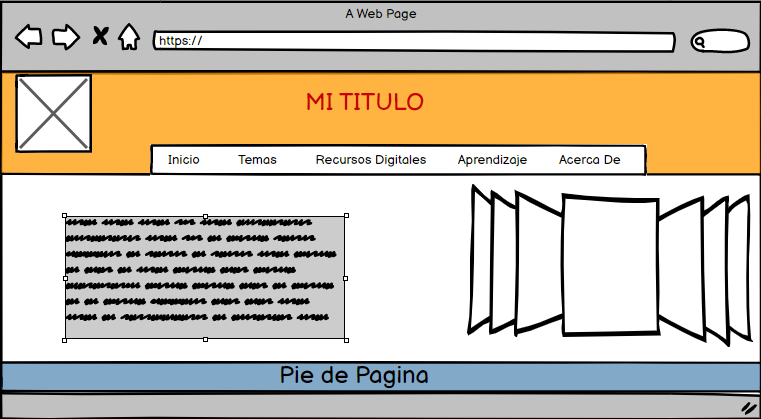 A Web Page
https://
MI TITULO
Inicio Temas Recursos Digitales Aprendizaje Acerca De
Pie de Pagina